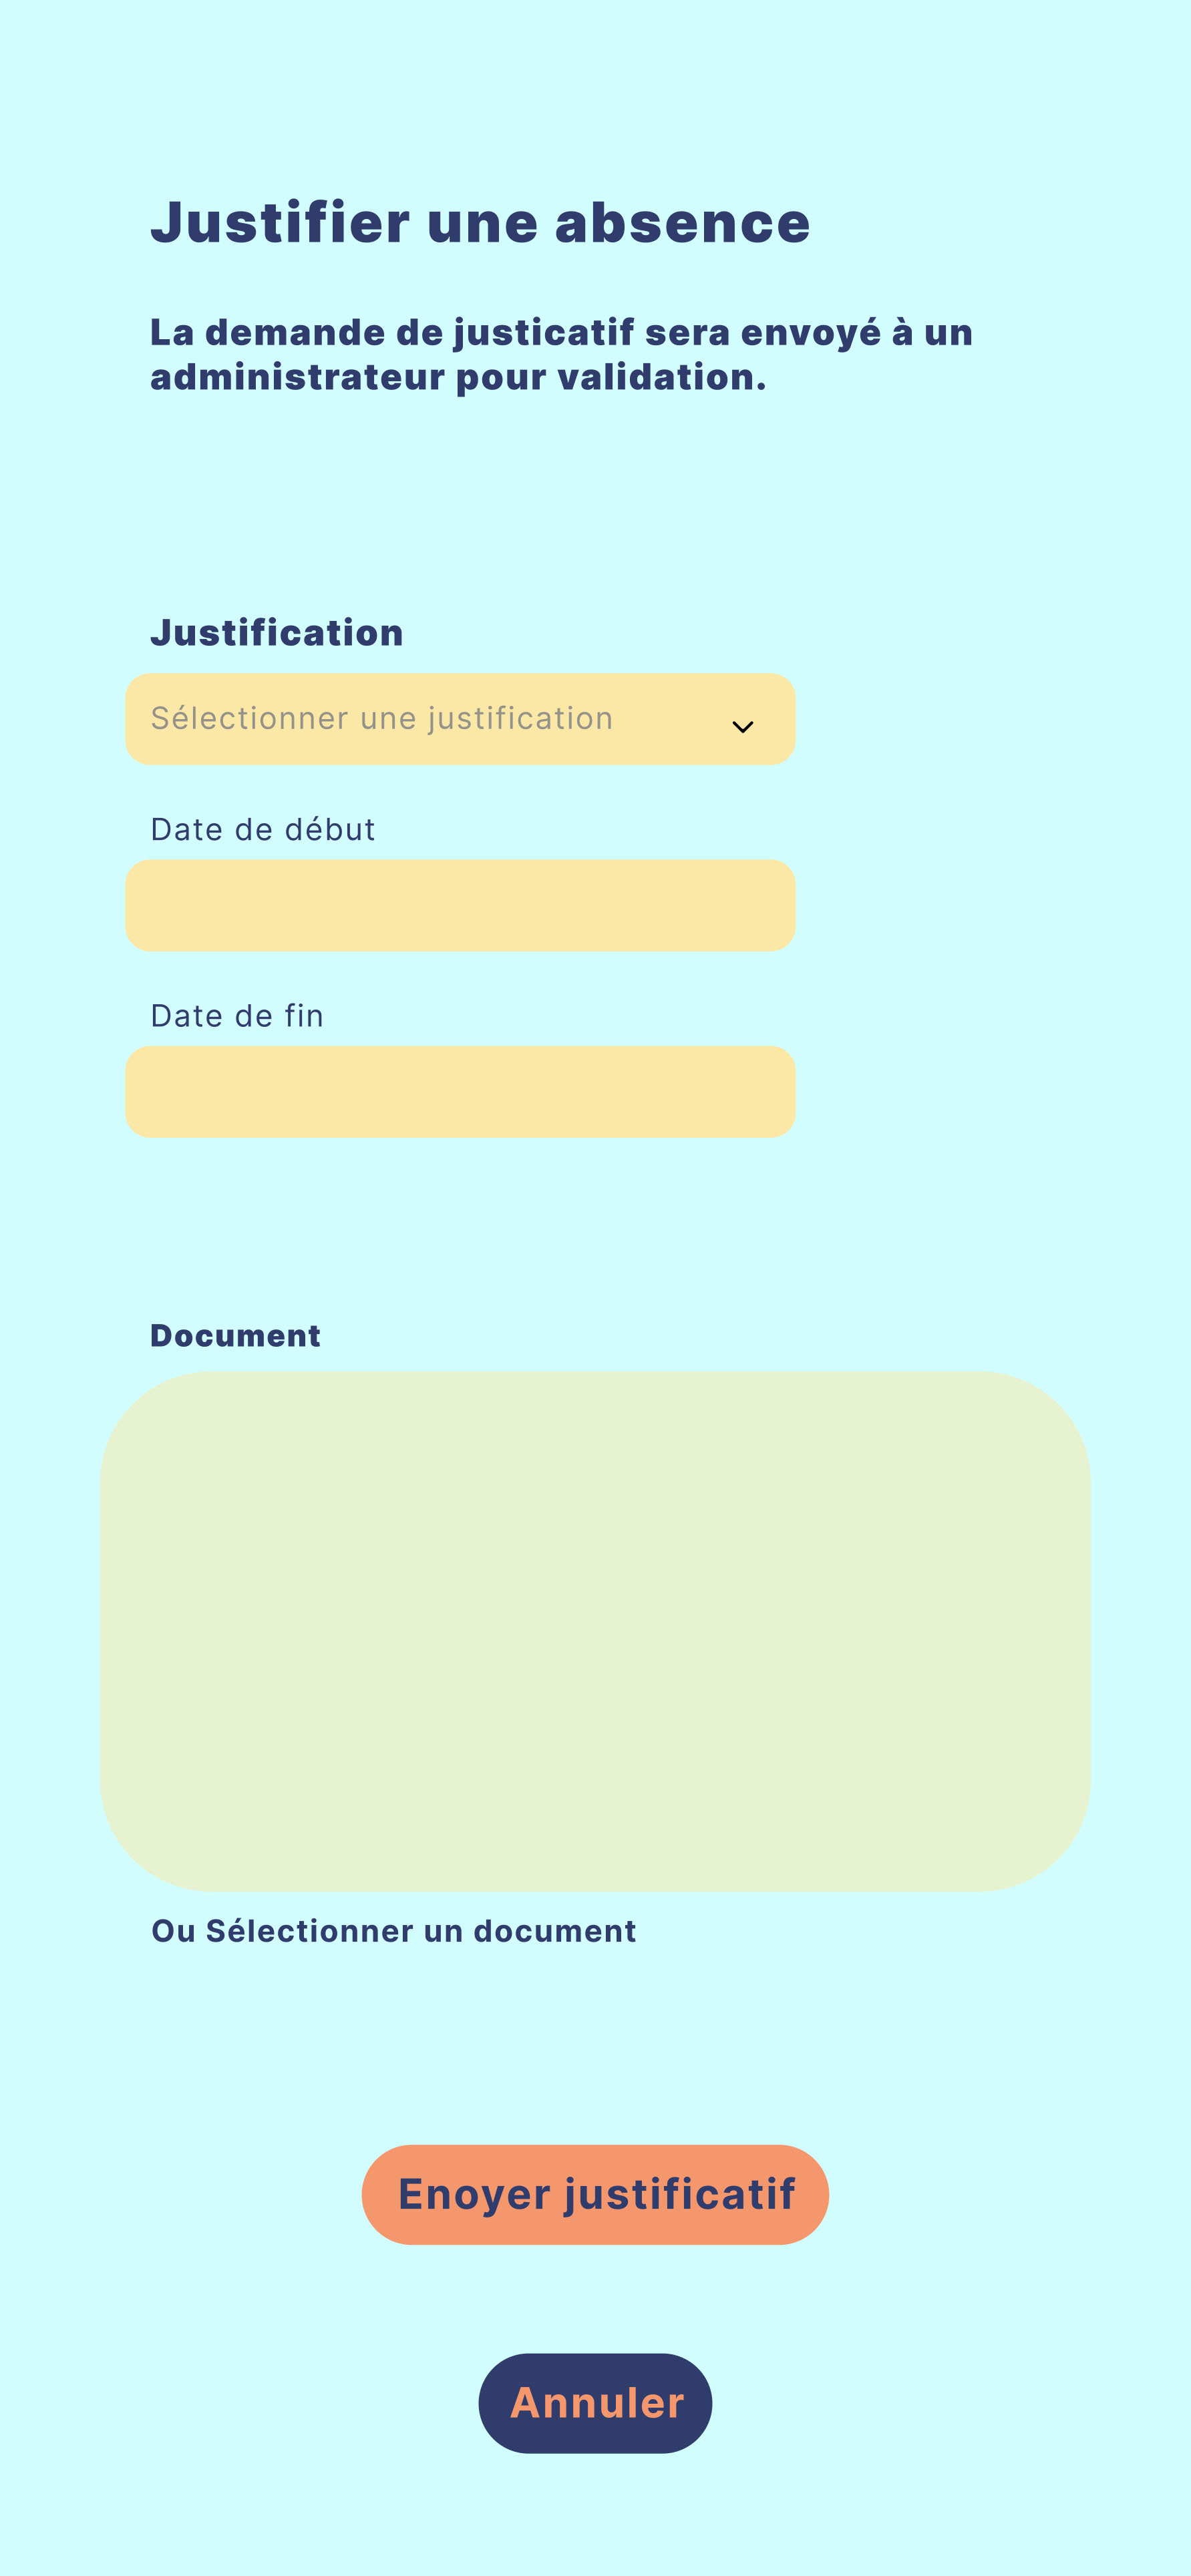 Justifier une absence
La demande de justicatif sera envoyé à un
administrateur pour validation.
Justification
Sélectionner une justification
Date de début
Date de fin
Document
Ou Sélectionner un document
Enoyer justificatif
Annuler